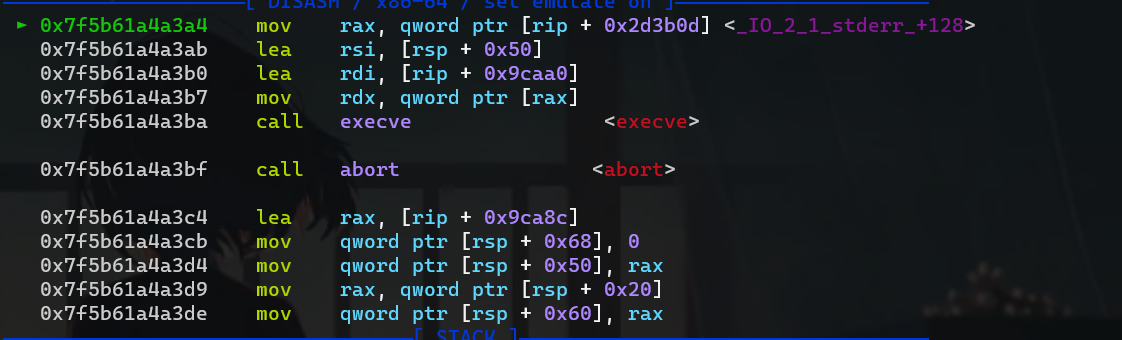 [ DISASM / x86-64 / set emulate on ]
► 0x7f5b61a4a3a4 mov rax, qword ptr [rip + 0x2d3b0d] <_IO_2_1_stderr_+128>
0x7f5b61a4a3ab lea rsi, [rsp + 0x50]
0x7f5b61a4a3b0 lea rdi, [rip + 0x9caa0]
0x7f5b61a4a3b7 mov rdx, qword ptr [rax]
0x7f5b61a4a3ba call execve <execve>
0x7f5b61a4a3bf call abort <abort>
0x7f5b61a4a3c4 lea rax, [rip + 0x9ca8c]
0x7f5b61a4a3cb mov qword ptr [rsp + 0x68], 0
0x7f5b61a4a3d4 mov qword ptr [rsp + 0x50], rax
0x7f5b61a4a3d9 mov rax, qword ptr [rsp + 0x20]
0x7f5b61a4a3de mov qword ptr [rsp + 0x60], rax
[ STACK ]